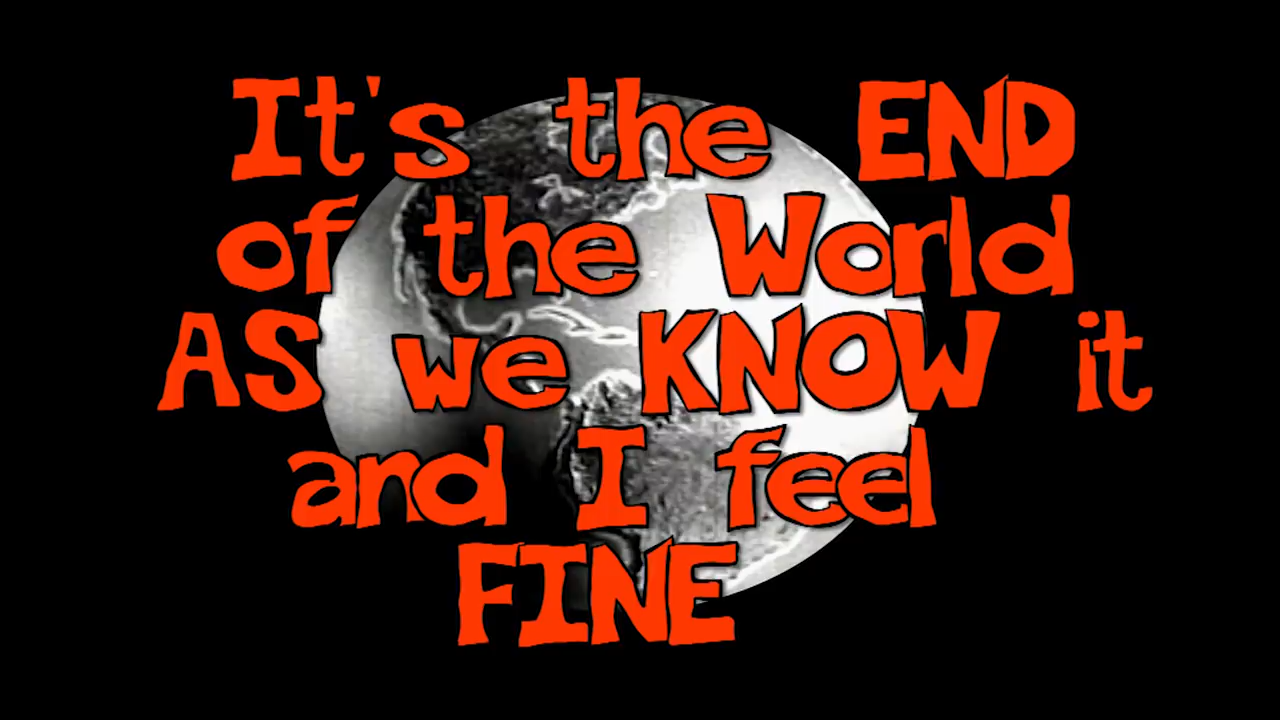 It's the END
of the World
AS we KNOW it
and I feel
FINE